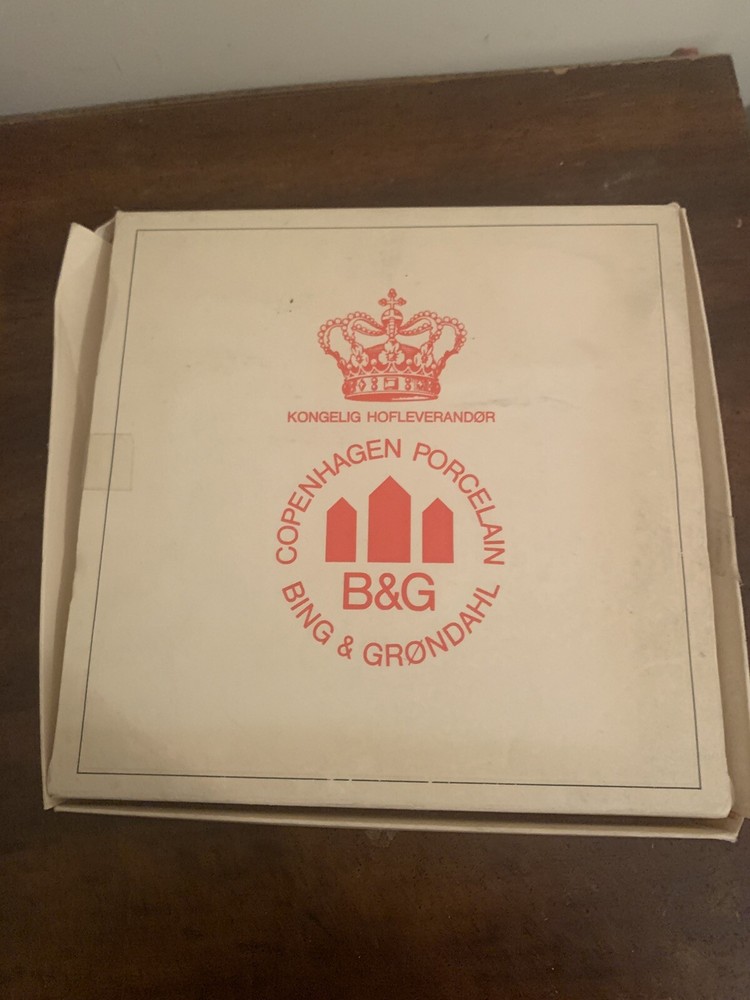 KONGELIG HOFLEVERANDØR
COPENHAGEN PORCELAIN
B&G
BING & GRØNDAHL